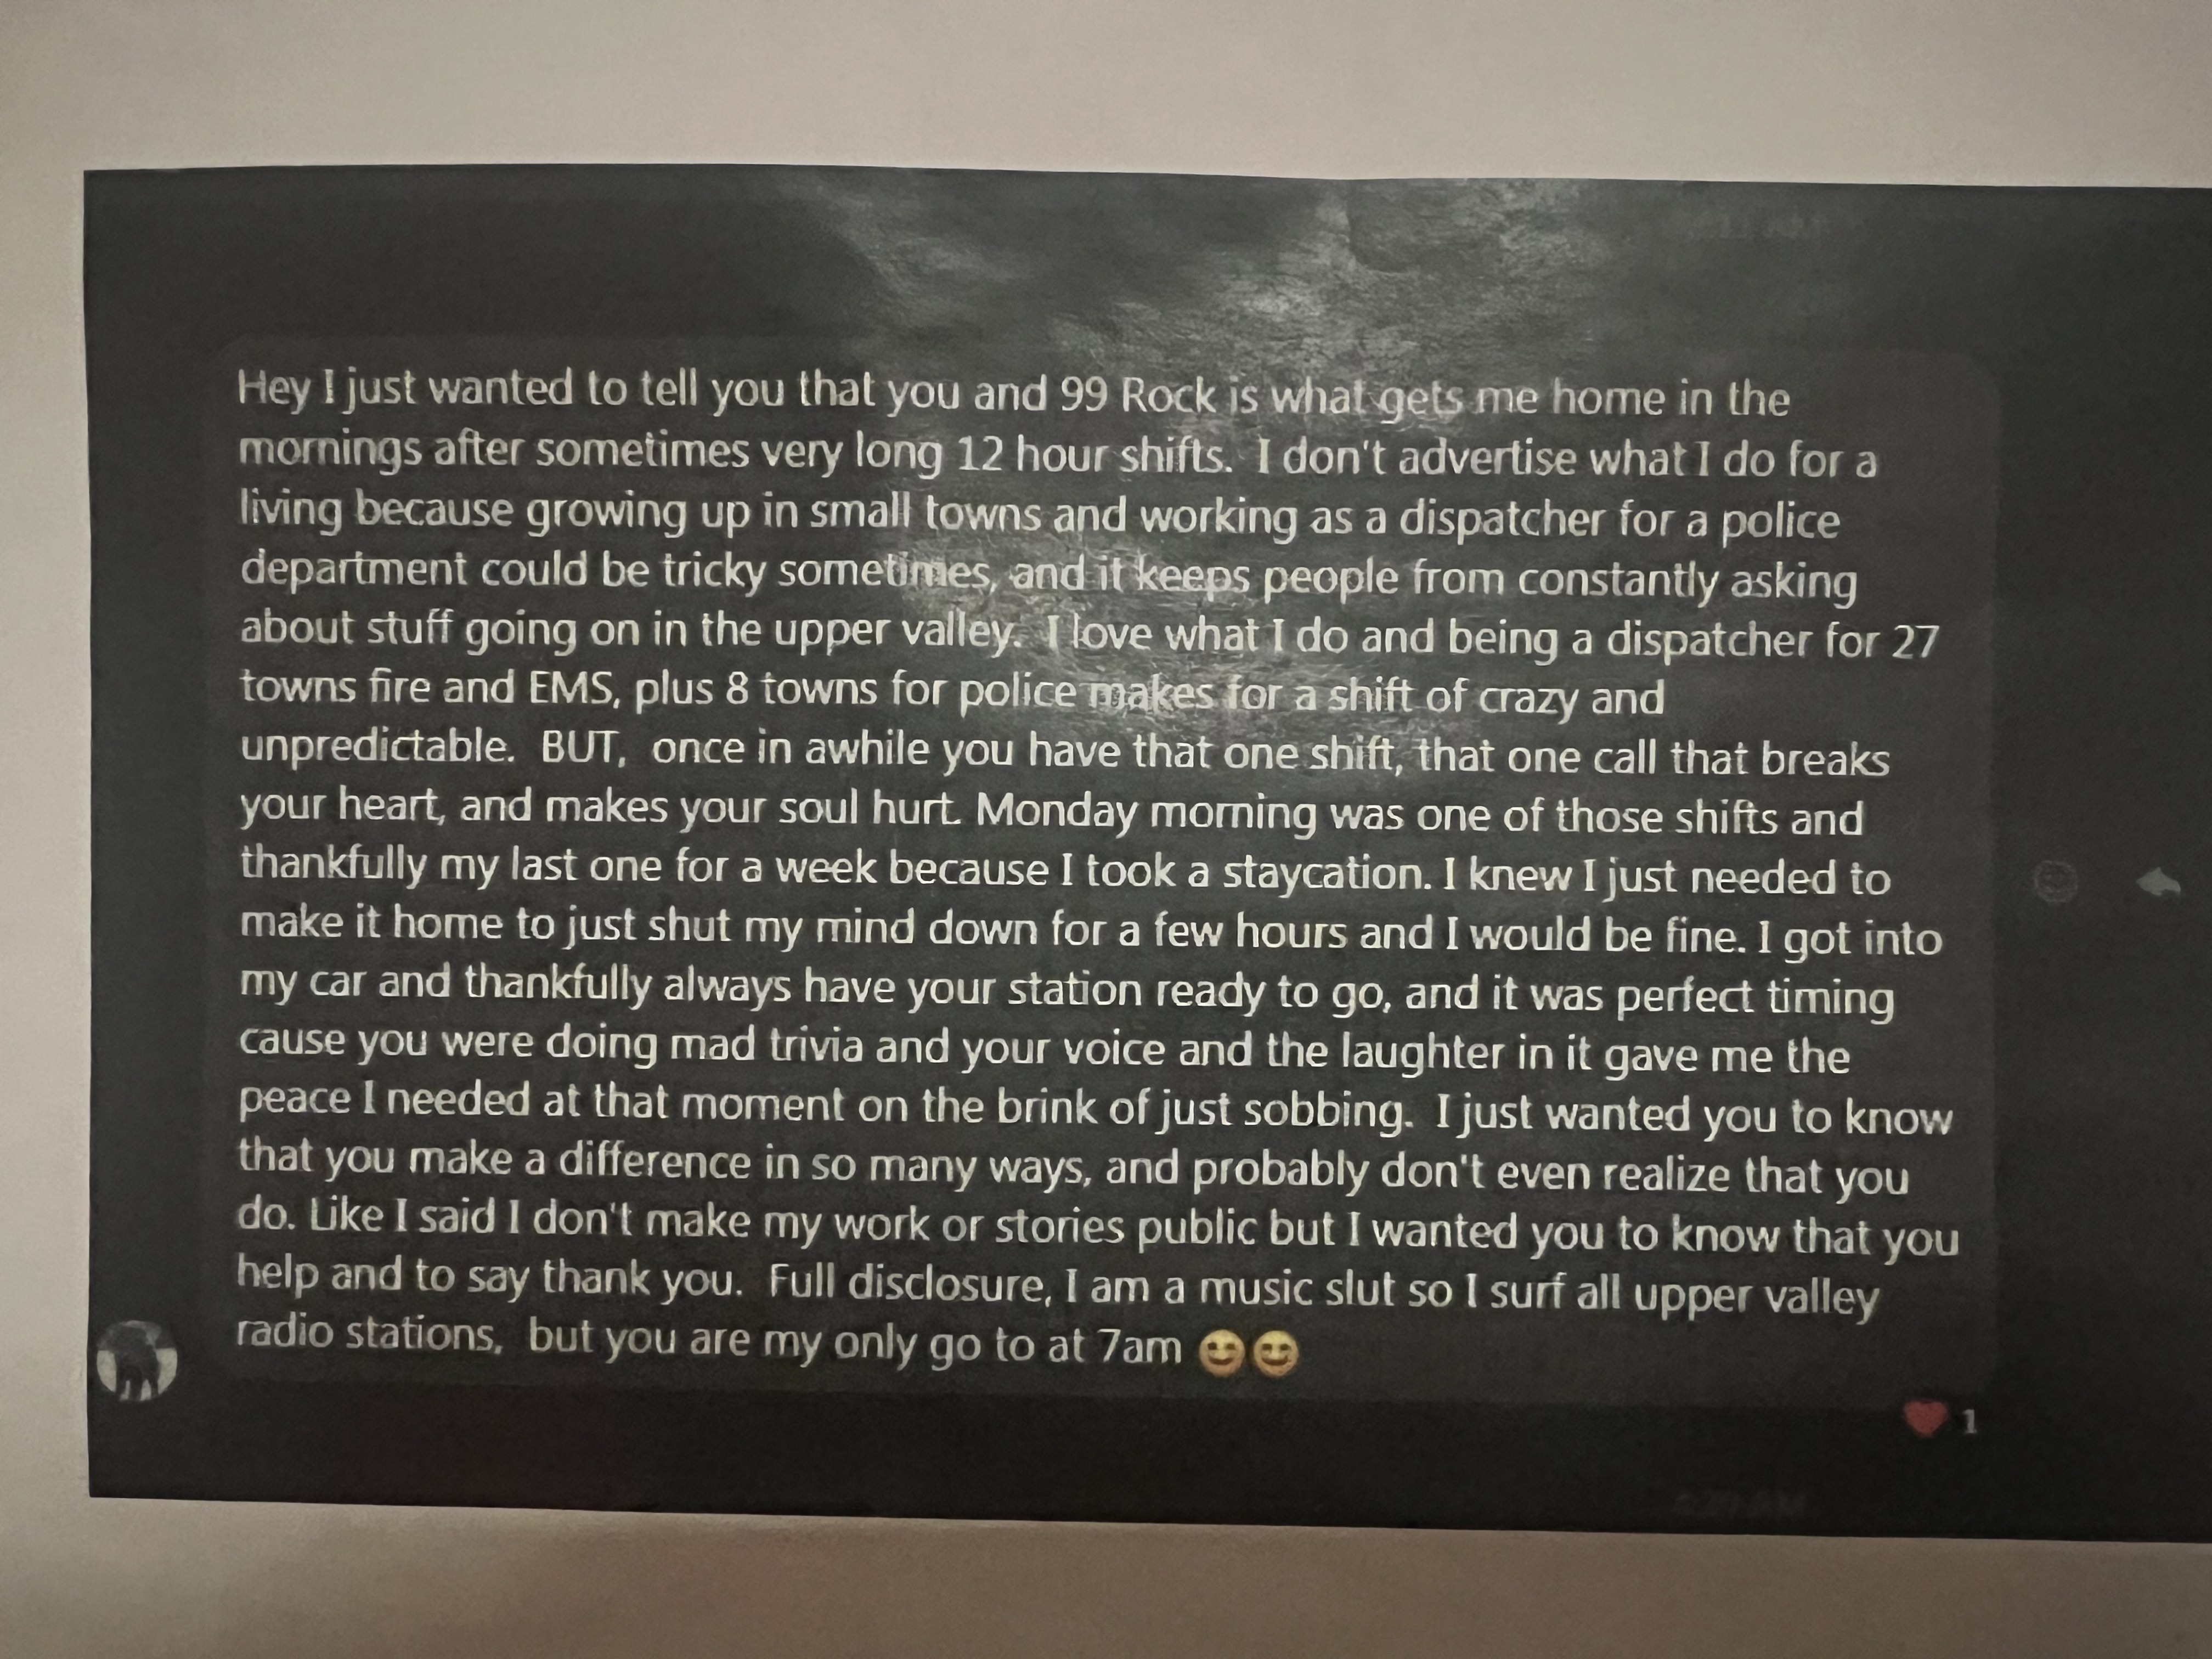 Hey I just wanted to tell you that you and 99 Rock is what gets me home in the
mornings after sometimes very long 12 hour shifts.  I don't advertise what I do for a
living because growing up in small towns and working as a dispatcher for a police
department could be tricky sometimes, and it keeps people from constantly asking
about stuff going on in the upper valley.  I love what I do and being a dispatcher for 27
towns fire and EMS, plus 8 towns for police makes for a shift of crazy and
unpredictable.  BUT,  once in awhile you have that one shift, that one call that breaks
your heart, and makes your soul hurt. Monday morning was one of those shifts and
thankfully my last one for a week because I took a staycation. I knew I just needed to
make it home to just shut my mind down for a few hours and I would be fine. I got into
my car and thankfully always have your station ready to go, and it was perfect timing
cause you were doing mad trivia and your voice and the laughter in it gave me the
peace I needed at that moment on the brink of just sobbing.  I just wanted you to know
that you make a difference in so many ways, and probably don't even realize that you
do. Like I said I don't make my work or stories public but I wanted you to know that you
help and to say thank you.  Full disclosure, I am a music slut so I surf all upper valley
radio stations,  but you are my only go to at 7am 😄😄
❤️ 1